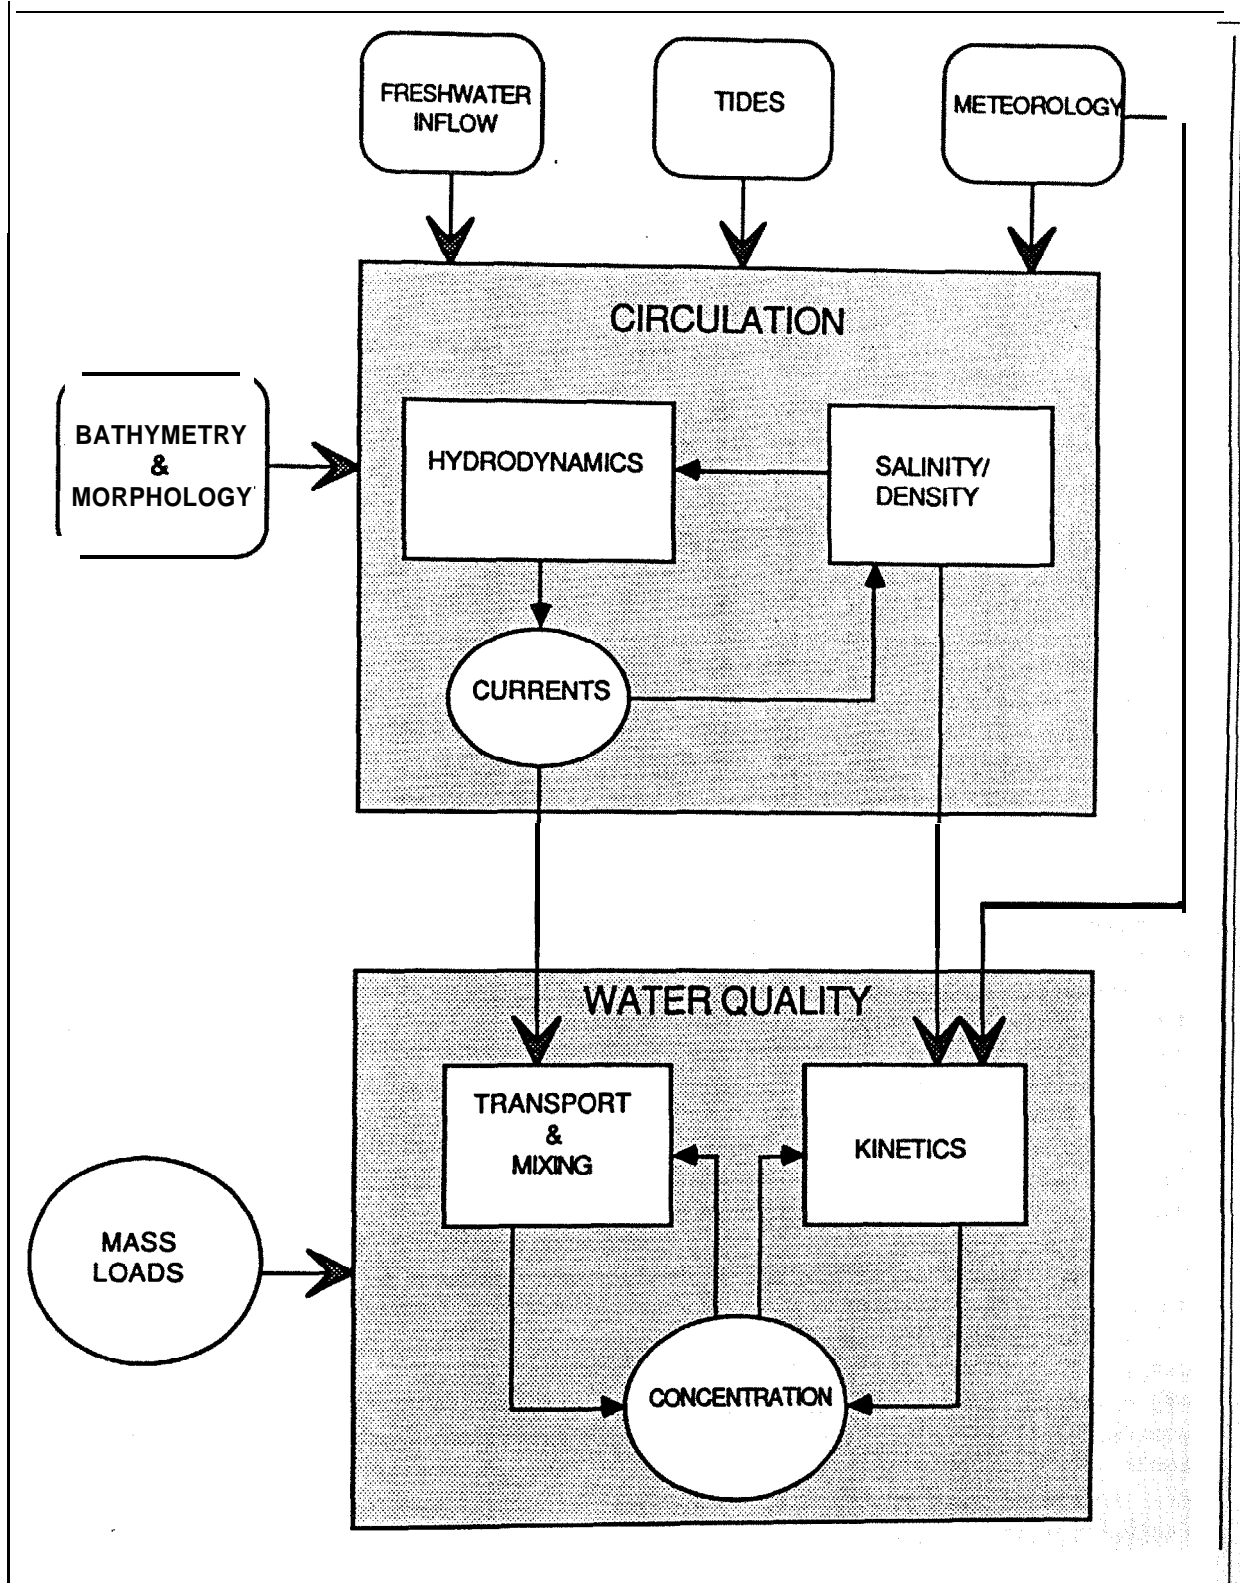 FRESHWATER
INFLOW
TIDES
METEOROLOGY
CIRCULATION
BATHYMETRY
&
MORPHOLOGY
HYDRODYNAMICS
SALINITY/
DENSITY
CURRENTS
WATER QUALITY
TRANSPORT
&
MIXING
KINETICS
MASS
LOADS
CONCENTRATION